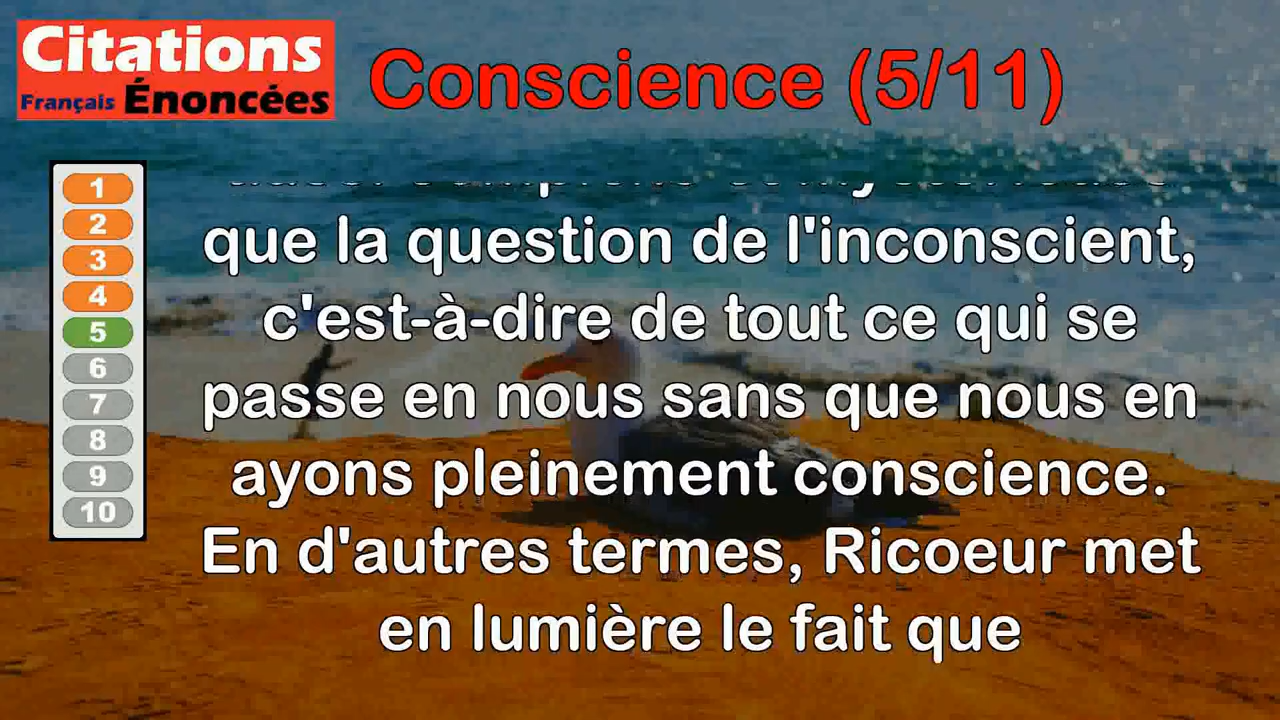 Citations
Français Énoncées
Conscience (5/11)
1
2
3
4
5
6
7
8
9
10
que la question de l'inconscient,
c'est-à-dire de tout ce qui se
passe en nous sans que nous en
ayons pleinement conscience.
En d'autres termes, Ricoeur met
en lumière le fait que